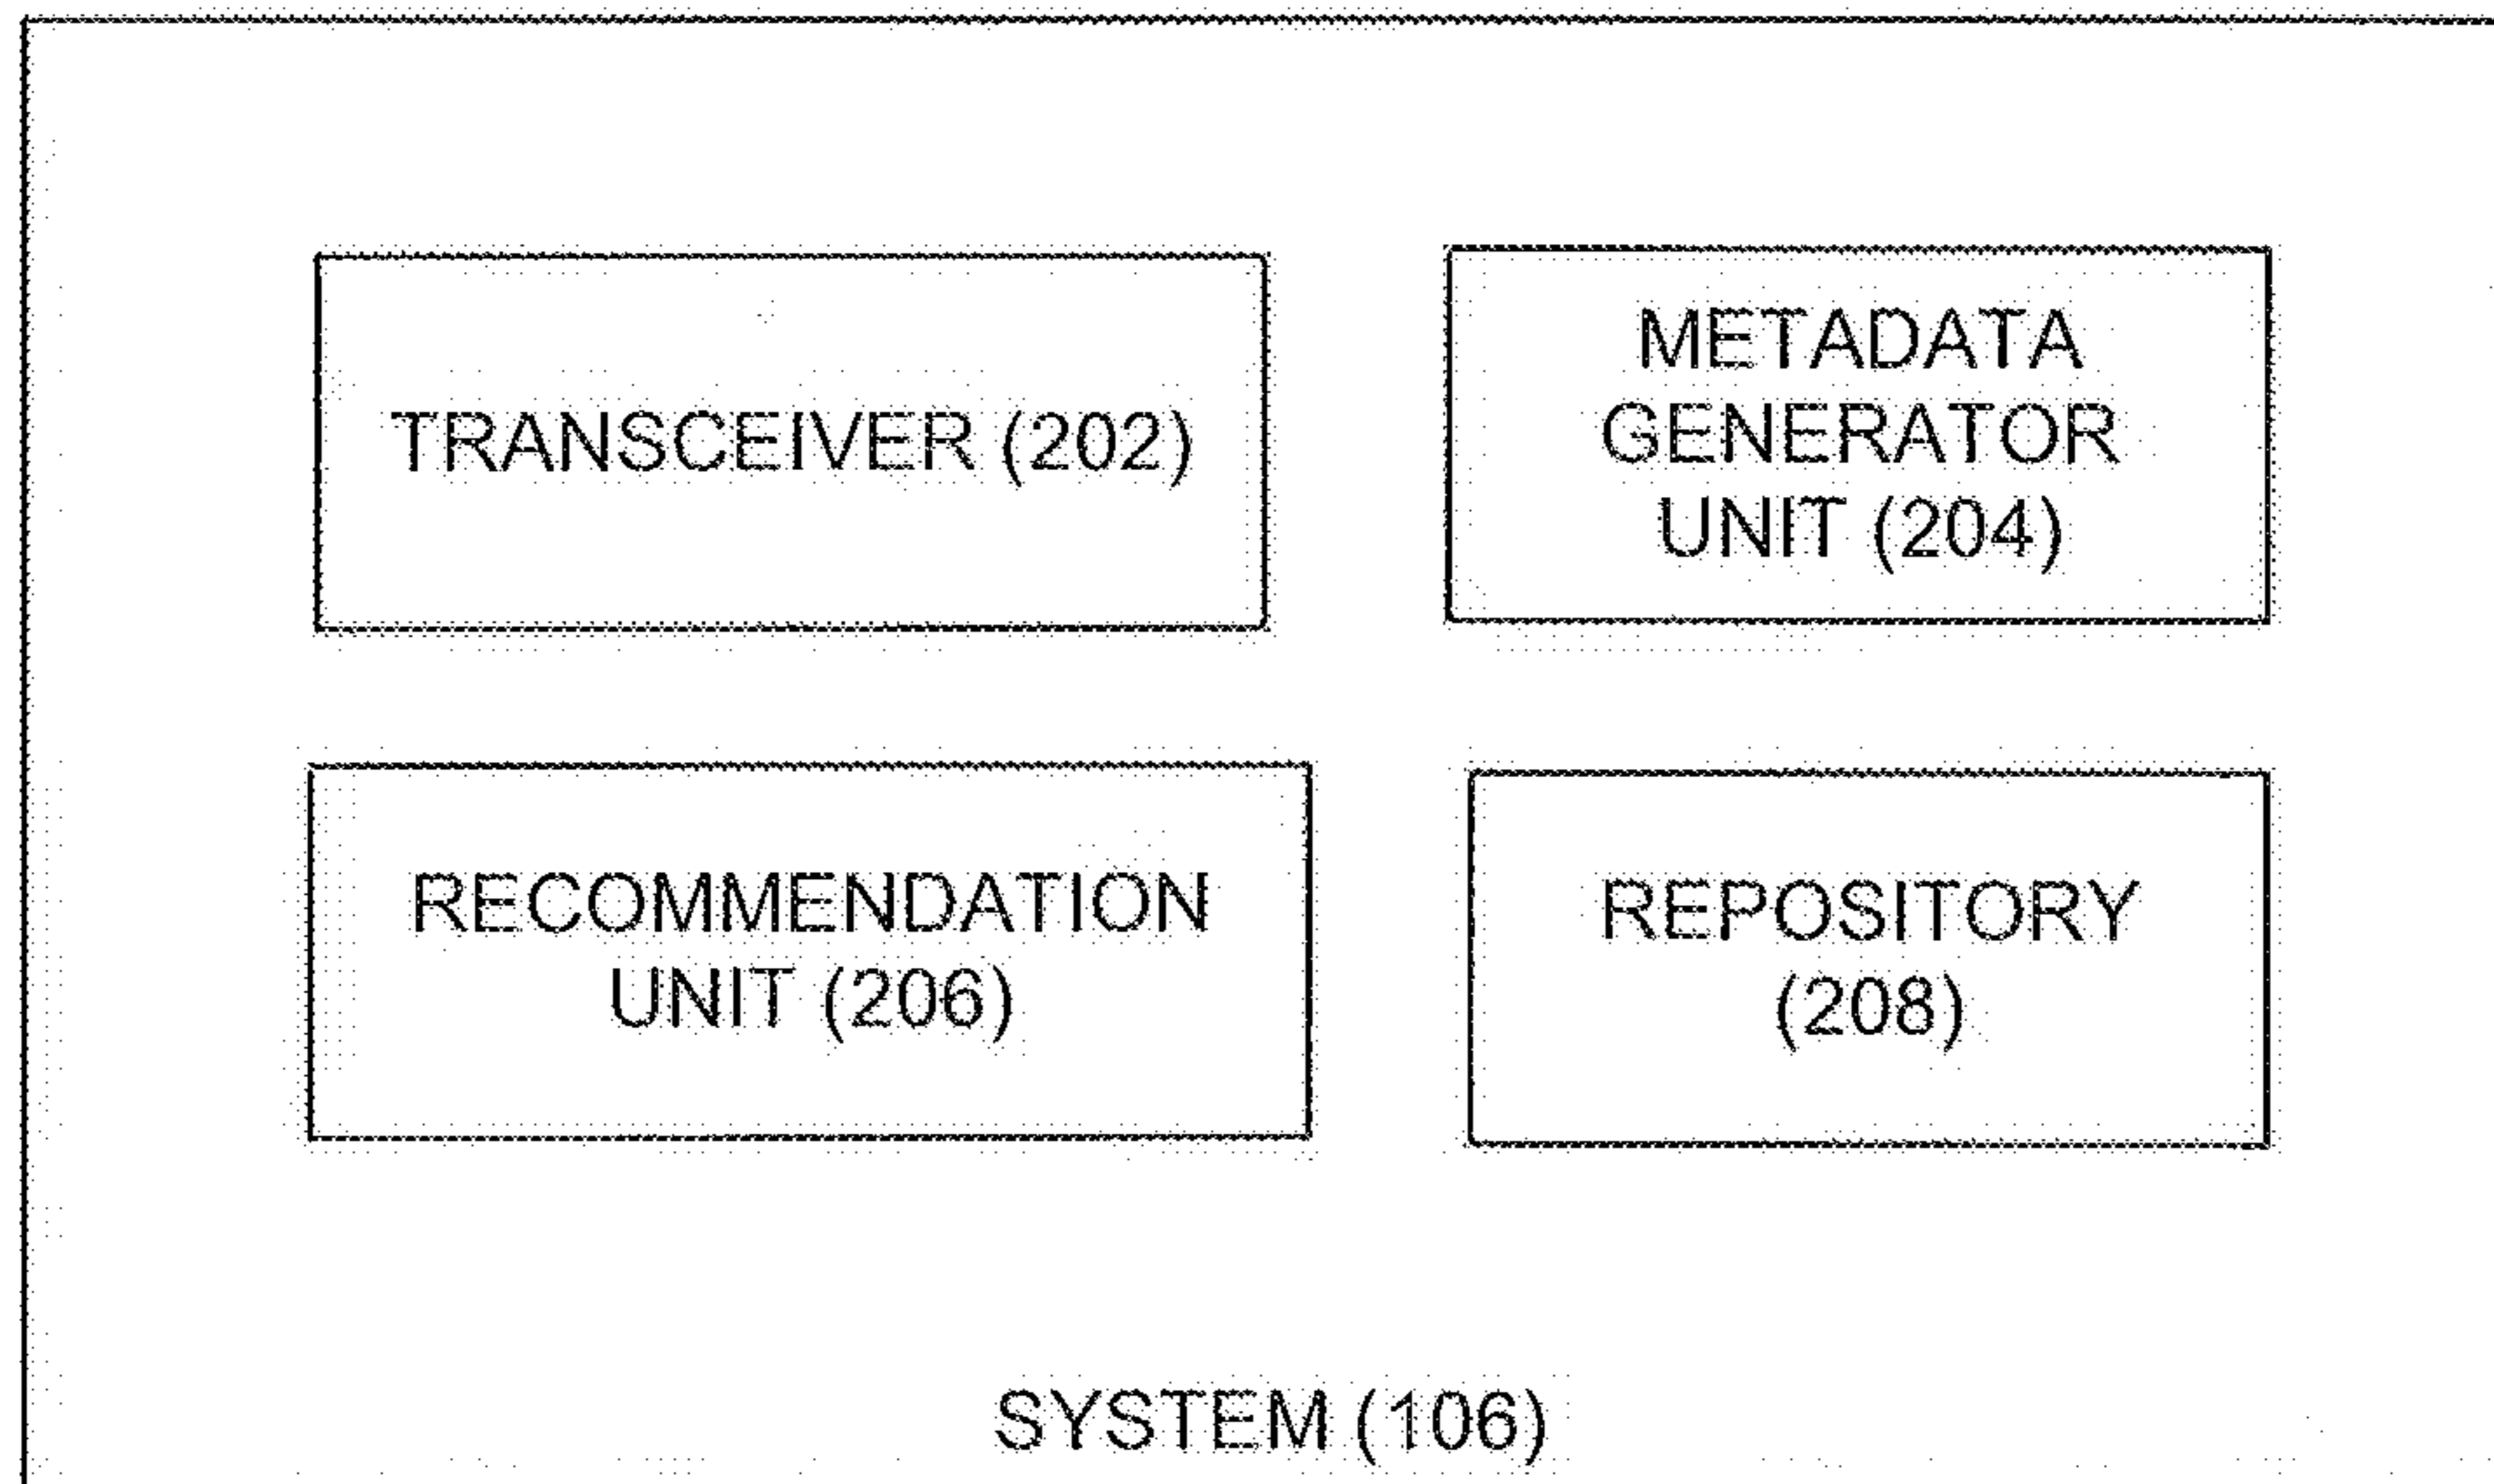 TRANSCEIVER (202)
METADATA
GENERATOR
UNIT (204)
RECOMMENDATION
UNIT (206)
REPOSITORY
(208)
SYSTEM (106)